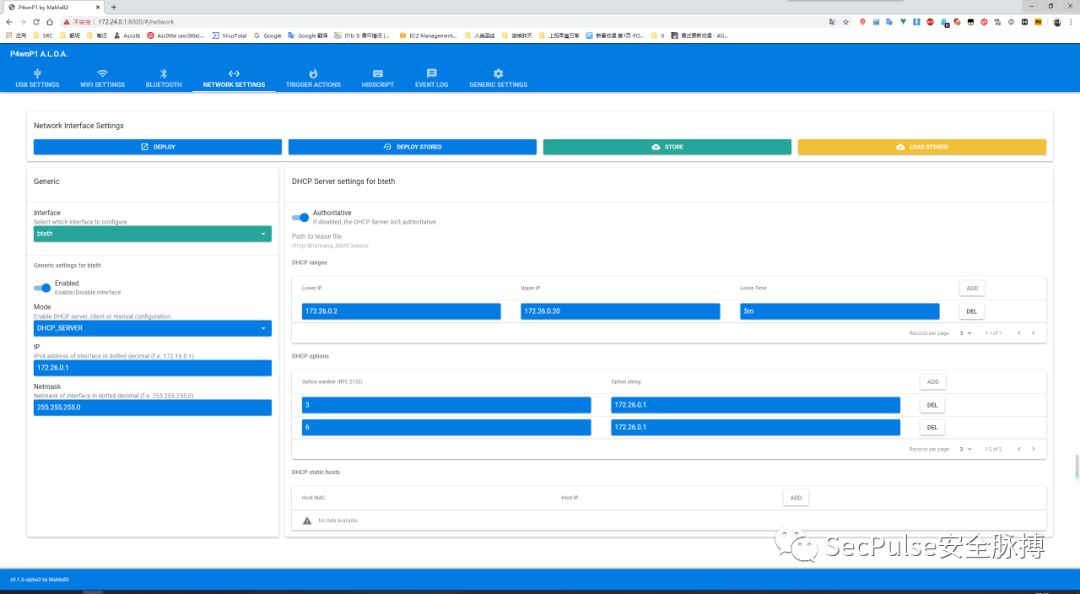 P4wnP1 by MaMe82
不安全 | 172.24.0.1:8000/#/network
应用 SRC 笔记 VirusTotal Google Google 翻译 EC2 Management...
P4wnP1 A.L.O.A.
USB SETTINGS WIFI SETTINGS BLUETOOTH NETWORK SETTINGS TRIGGER ACTIONS HIDSCRIPT EVENT LOG GENERIC SETTINGS
Network Interface Settings
DEPLOY DEPLOY STORED STORE LOAD STORED
Generic
Interface
Select which interface to configure
bteth
Generic settings for bteth
Enabled
Enable/Disable interface
Mode
Enable DHCP server, client or manual configuration
DHCP_SERVER
IP
IPv4 address of interface in dotted decimal (f.e. 172.16.0.1)
172.26.0.1
Netmask
Netmask of interface in dotted decimal (f.e. 255.255.255.0)
255.255.255.0
DHCP Server settings for bteth
Authoritative
If disabled, the DHCP Server isn't authoritative
Path to lease file
/tmp/dnsmasq_bteth.leases
DHCP ranges
Lower IP Upper IP Lease Time ADD
172.26.0.2 172.26.0.20 5m DEL
Records per page: 3 1-1 of 1
DHCP options
Option number (RFC 2132) Option string ADD
3 172.26.0.1 DEL
6 172.26.0.1 DEL
Records per page: 3 1-2 of 2
DHCP static hosts
Host MAC Host IP ADD
No data available
SecPulse安全脉搏
v0.1.0-alpha2 by MaMe82